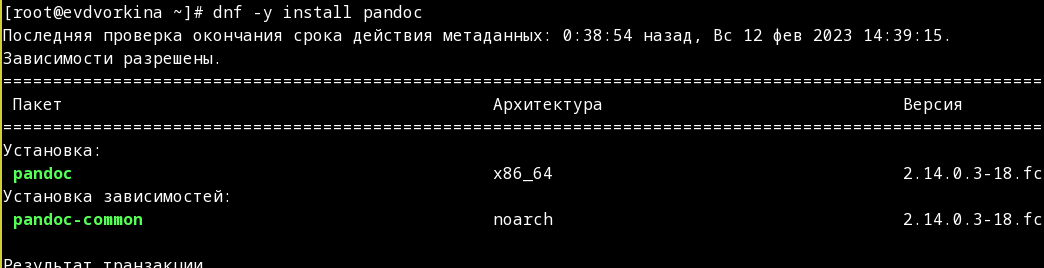 [root@evdvorkina ~]# dnf -y install pandoc
Последняя проверка окончания срока действия метаданных: 0:38:54 назад, Вс 12 фев 2023 14:39:15.
Зависимости разрешены.
================================================================================================================
Пакет Архитектура Версия
================================================================================================================
Установка:
pandoc x86_64 2.14.0.3-18.fc
Установка зависимостей:
pandoc-common noarch 2.14.0.3-18.fc
Результат транзакции